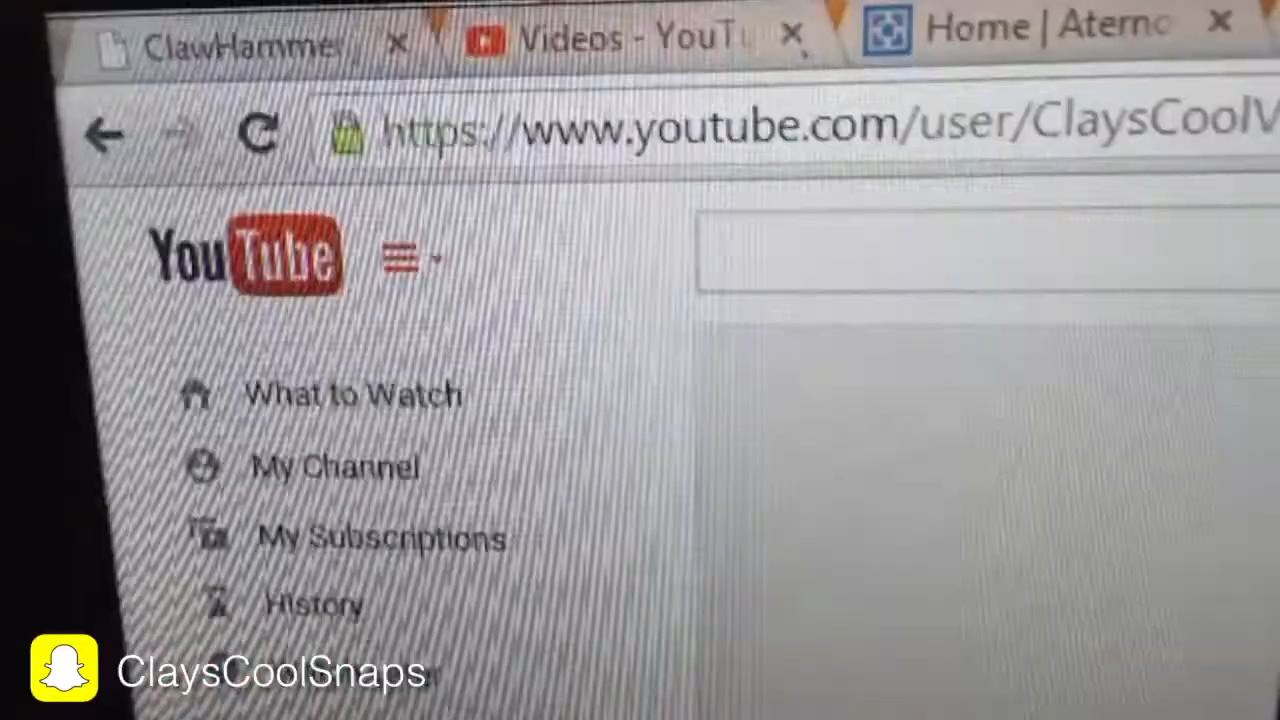 ClawHammer
Videos - YouTu
Home | Aterno
https://www.youtube.com/user/ClaysCoolV
YouTube
What to Watch
My Channel
My Subscriptions
History
ClaysCoolSnaps